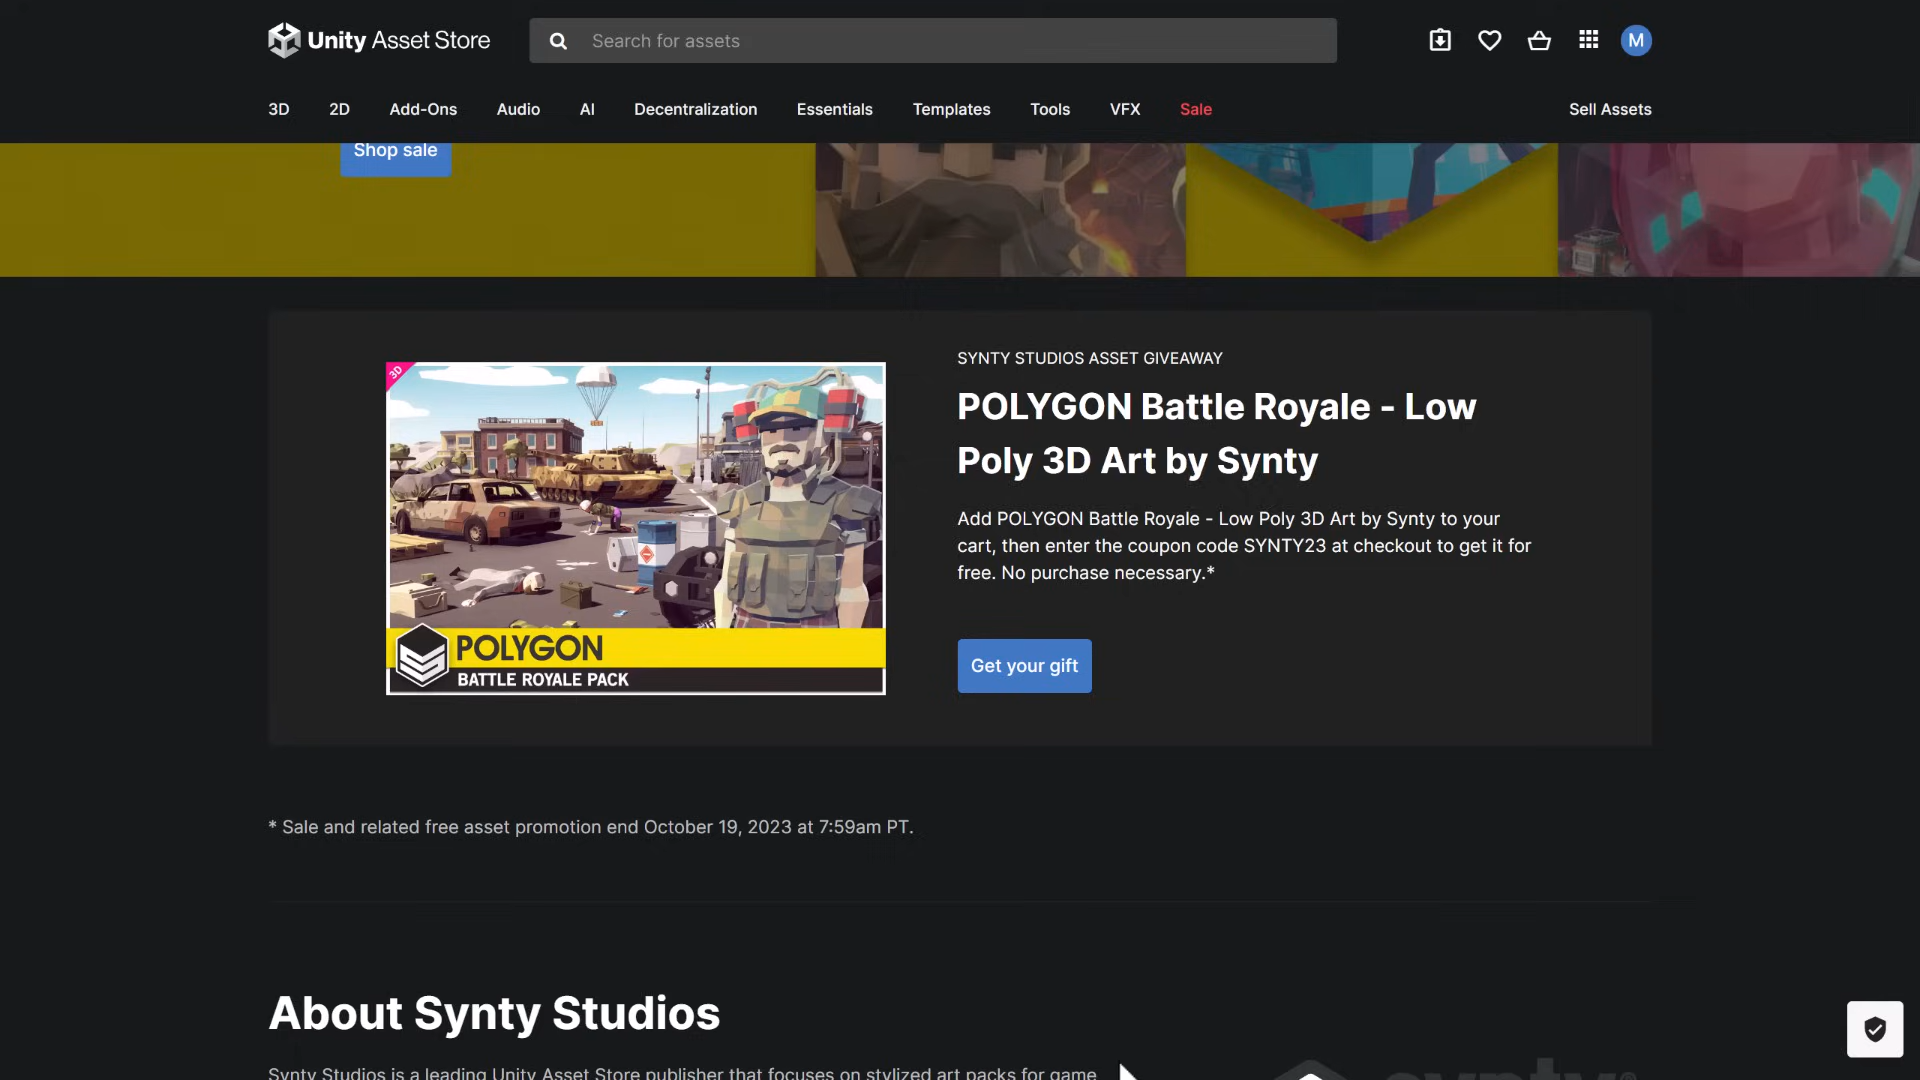 Unity Asset Store
Search for assets
M
3D 2D Add-Ons Audio AI Decentralization Essentials Templates Tools VFX Sale Sell Assets
Shop sale
3D
POLYGON
BATTLE ROYALE PACK
SYNTY STUDIOS ASSET GIVEAWAY
POLYGON Battle Royale - Low
Poly 3D Art by Synty
Add POLYGON Battle Royale - Low Poly 3D Art by Synty to your
cart, then enter the coupon code SYNTY23 at checkout to get it for
free. No purchase necessary.*
Get your gift
* Sale and related free asset promotion end October 19, 2023 at 7:59am PT.
About Synty Studios
Synty Studios is a leading Unity Asset Store publisher that focuses on stylized art packs for game
synty®